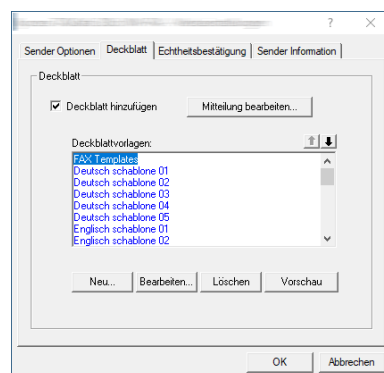 Sender Optionen Deckblatt Echtheitsbestätigung Sender Information
Deckblatt
Deckblatt hinzufügen Mitteilung bearbeiten...
Deckblattvorlagen:
FAX Templates
Deutsch schablone 01
Deutsch schablone 02
Deutsch schablone 03
Deutsch schablone 04
Deutsch schablone 05
Englisch schablone 01
Englisch schablone 02
Neu... Bearbeiten... Löschen Vorschau
OK Abbrechen